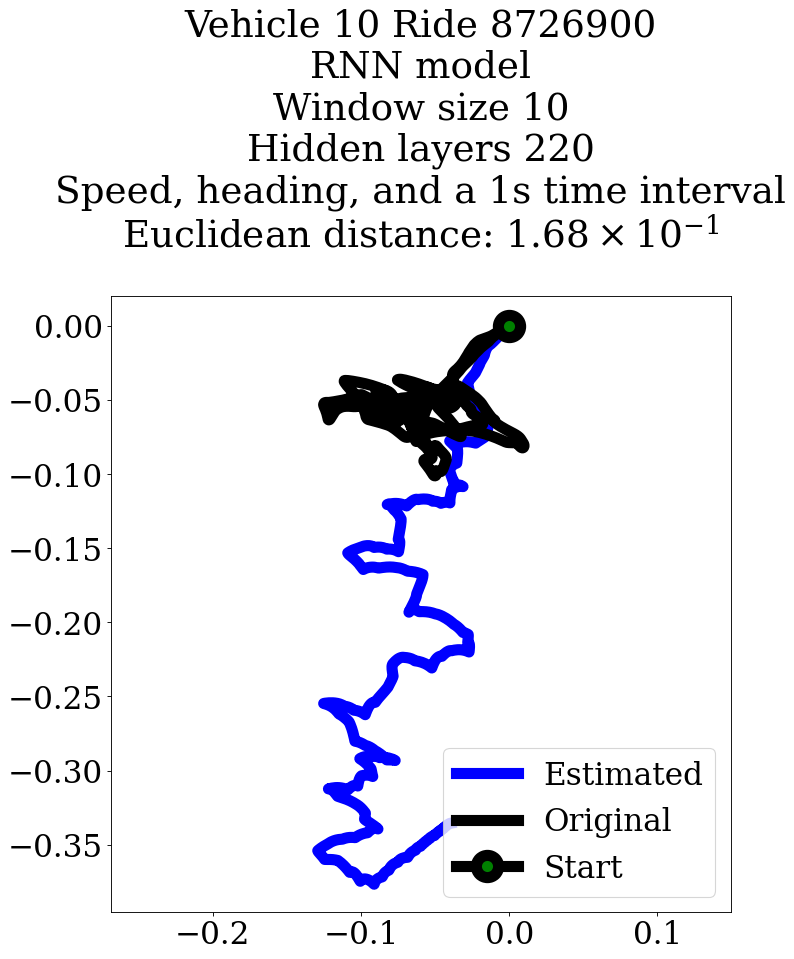 Vehicle 10 Ride 8726900
RNN model
Window size 10
Hidden layers 220
Speed, heading, and a 1s time interval
Euclidean distance: 1.68 × 10⁻¹
0.00
−0.05
−0.10
−0.15
−0.20
−0.25
−0.30
−0.35
Estimated
Original
Start
−0.2
−0.1
0.0
0.1